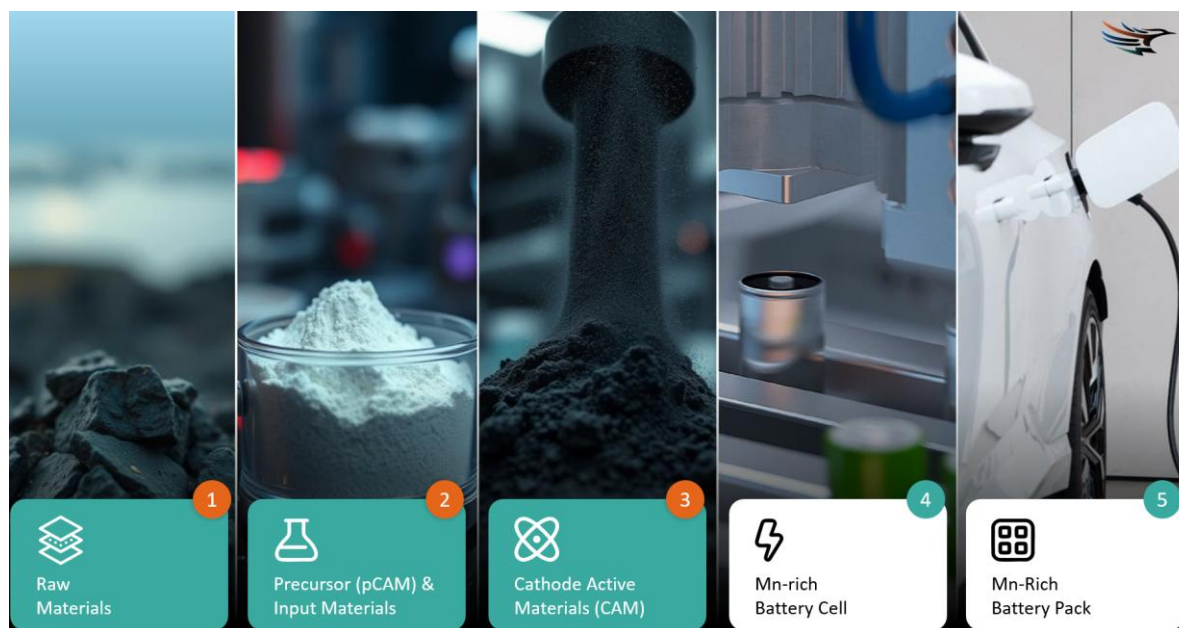 1
Raw
Materials
2
Precursor (pCAM) &
Input Materials
3
Cathode Active
Materials (CAM)
4
Mn-rich
Battery Cell
5
Mn-Rich
Battery Pack